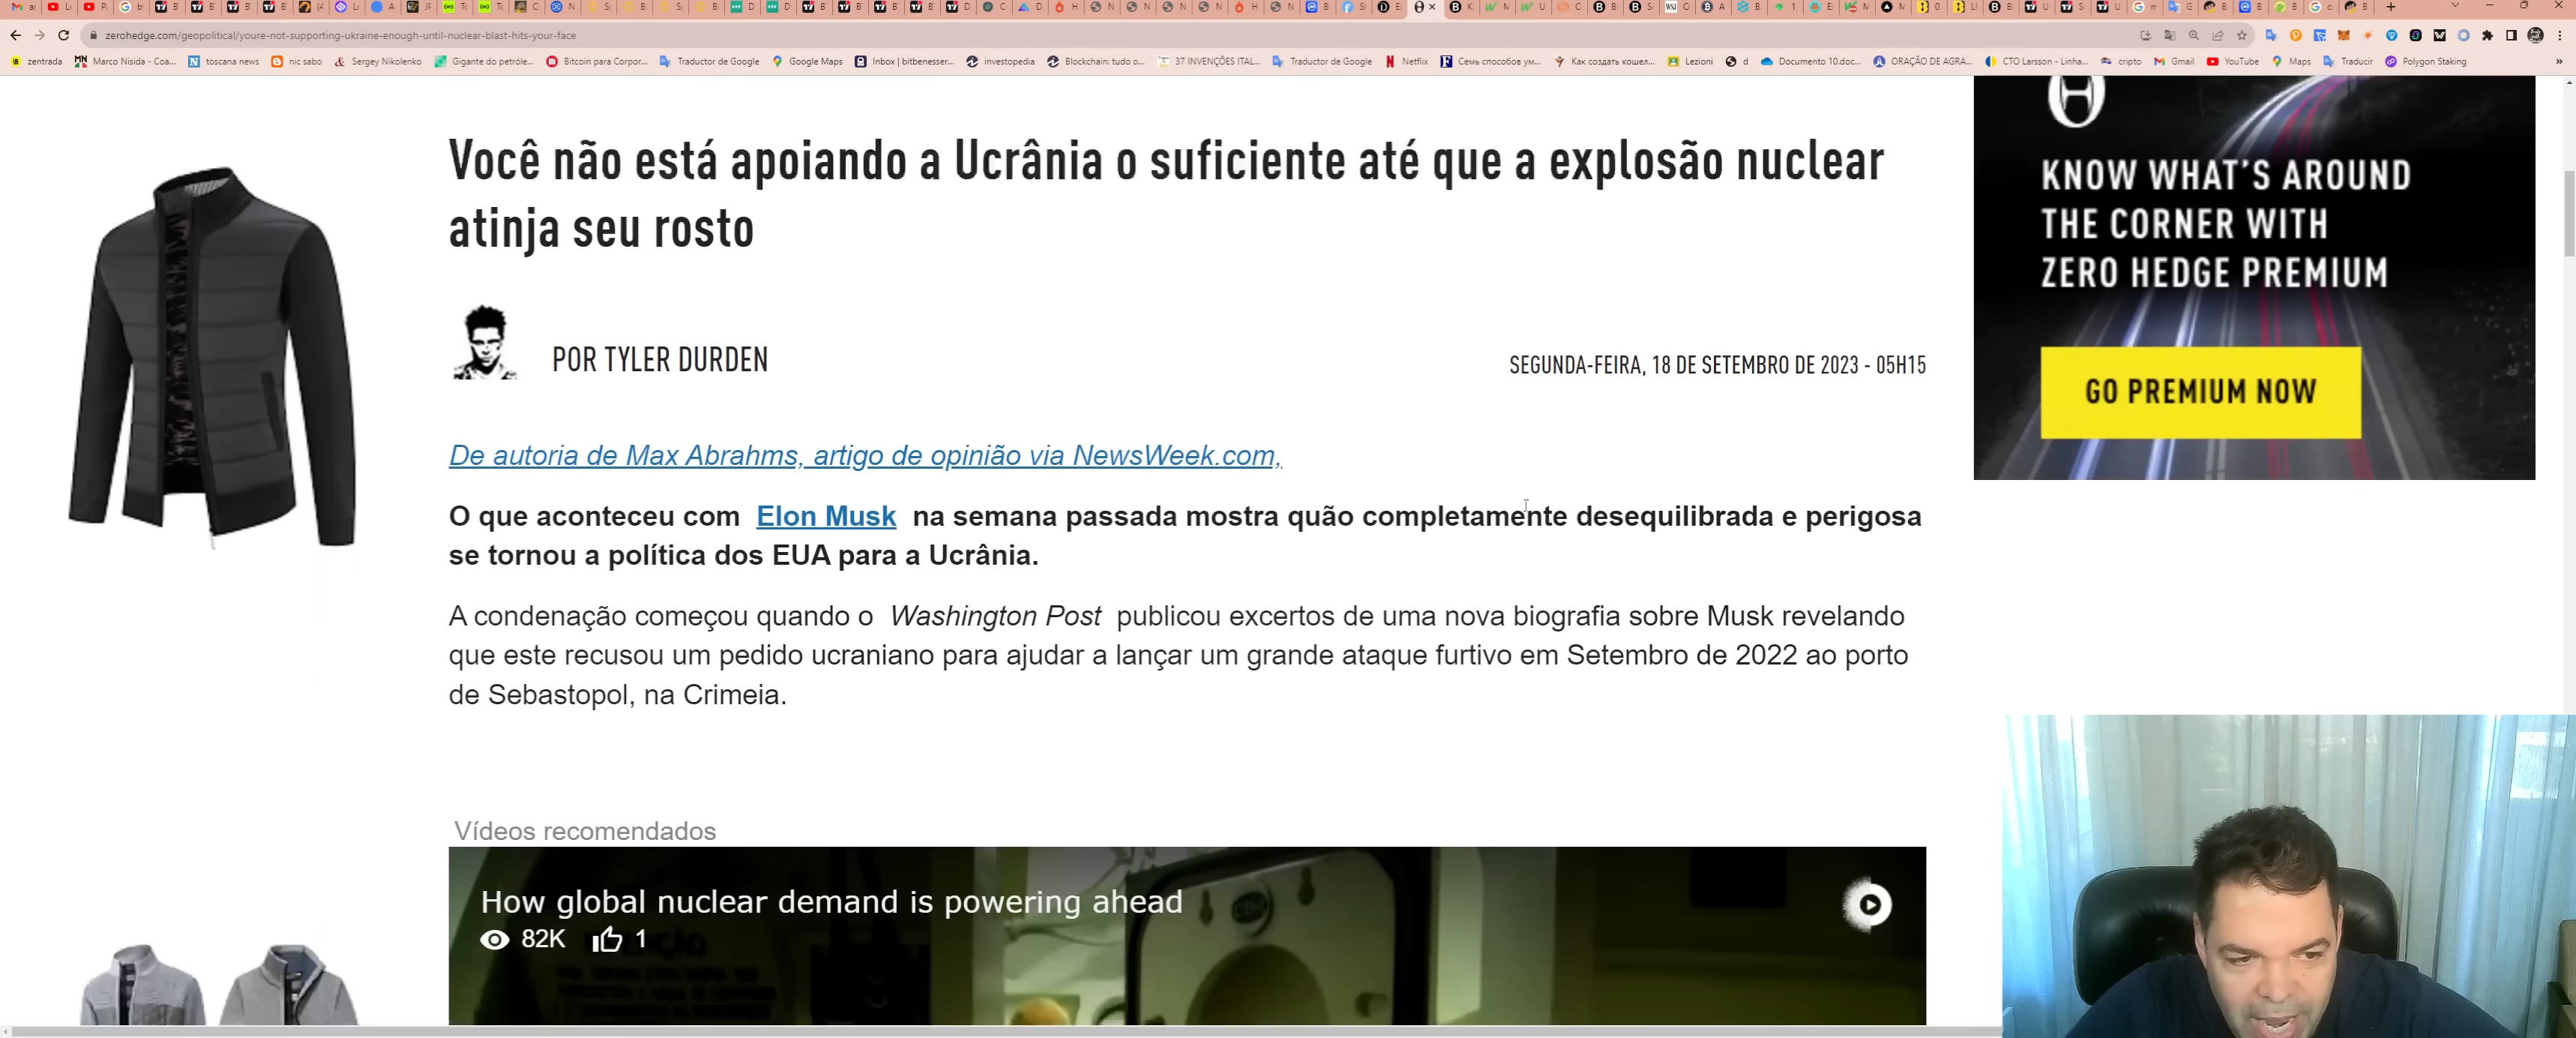 zerohedge.com/geopolitical/youre-not-supporting-ukraine-enough-until-nuclear-blast-hits-your-face
zentrada
Marco Nisida - Coa...
toscana news
nic sabo
Sergey Nikolenko
Gigante do petróle...
Bitcoin para Corpor...
Traductor de Google
Google Maps
Inbox | bitbenesser...
investopedia
Blockchain: tudo o...
37 INVENÇÕES ITAL...
Traductor de Google
Netflix
Семь способов ум...
Как создать кошел...
Lezioni
d
Documento 10.doc...
ORAÇÃO DE AGRA...
CTO Larsson - Linha...
cripto
Gmail
YouTube
Maps
Traducir
Polygon Staking
Você não está apoiando a Ucrânia o suficiente até que a explosão nuclear
atinja seu rosto
POR TYLER DURDEN
SEGUNDA-FEIRA, 18 DE SETEMBRO DE 2023 - 05H15
De autoria de Max Abrahms, artigo de opinião via NewsWeek.com,
O que aconteceu com Elon Musk na semana passada mostra quão completamente desequilibrada e perigosa
se tornou a política dos EUA para a Ucrânia.
A condenação começou quando o Washington Post publicou excertos de uma nova biografia sobre Musk revelando
que este recusou um pedido ucraniano para ajudar a lançar um grande ataque furtivo em Setembro de 2022 ao porto
de Sebastopol, na Crimeia.
Vídeos recomendados
How global nuclear demand is powering ahead
82K 1
KNOW WHAT'S AROUND
THE CORNER WITH
ZERO HEDGE PREMIUM
GO PREMIUM NOW